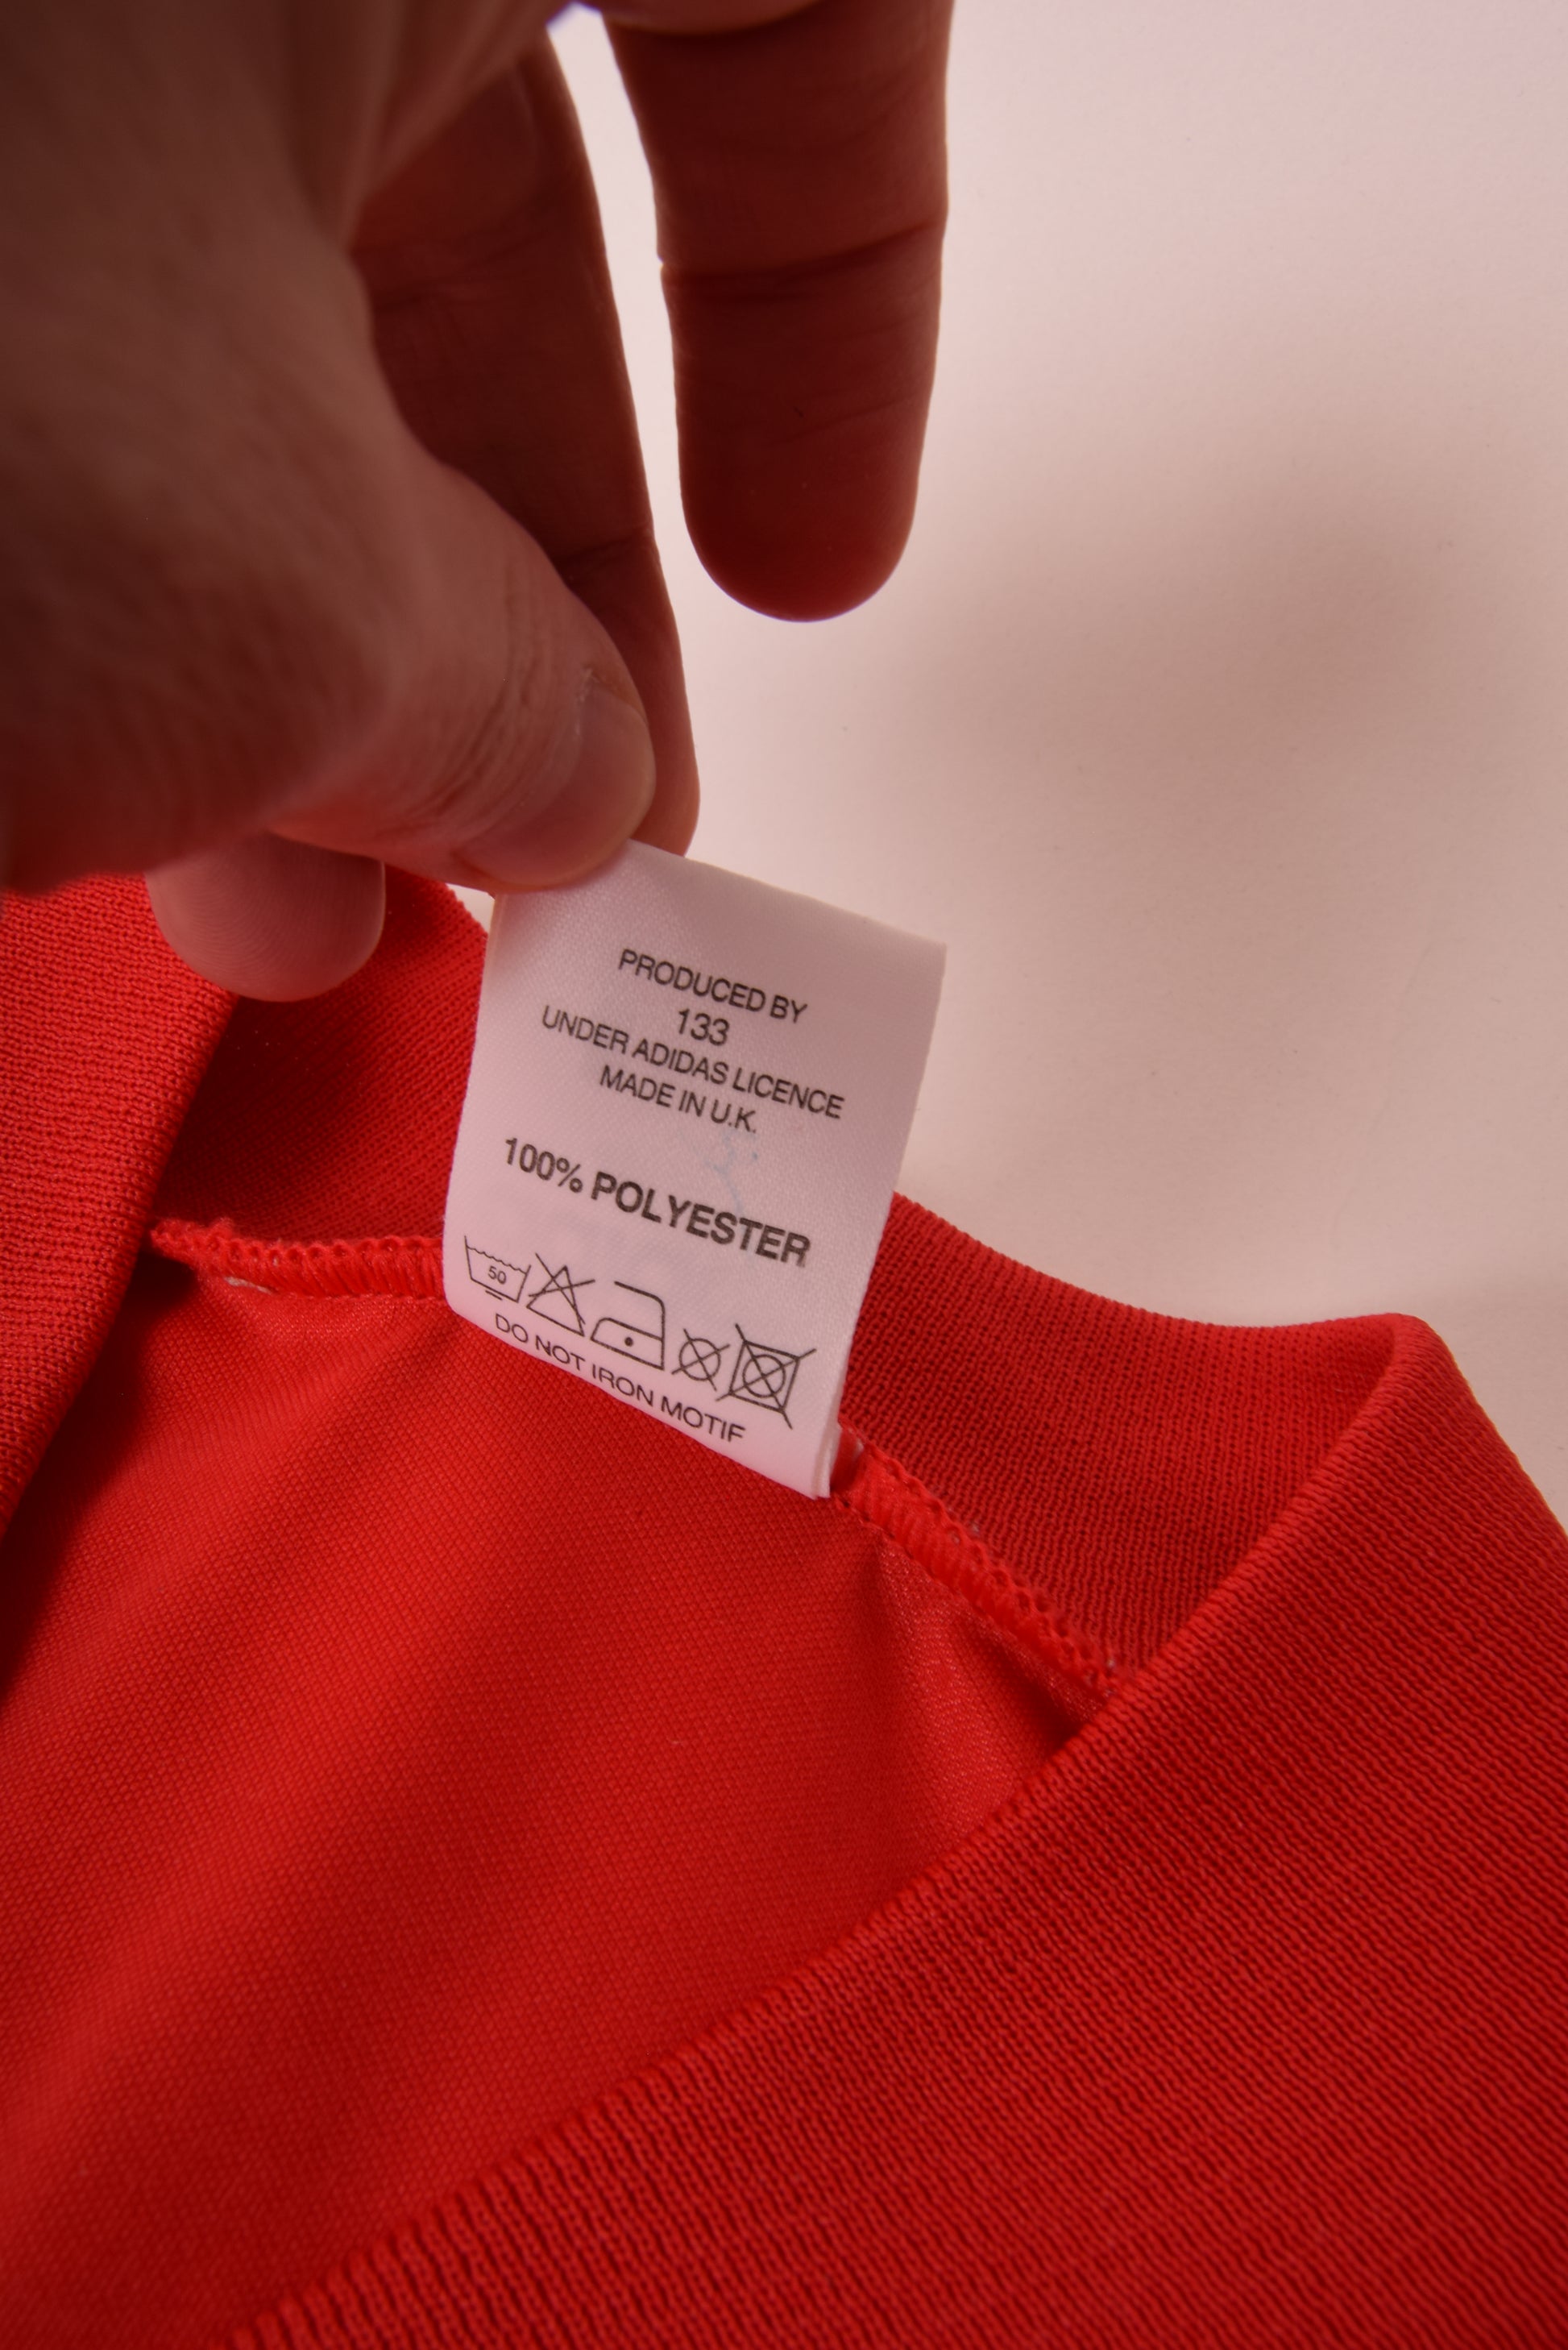 PRODUCED BY
133
UNDER ADIDAS LICENCE
MADE IN U.K.
100% POLYESTER
50
DO NOT IRON MOTIF